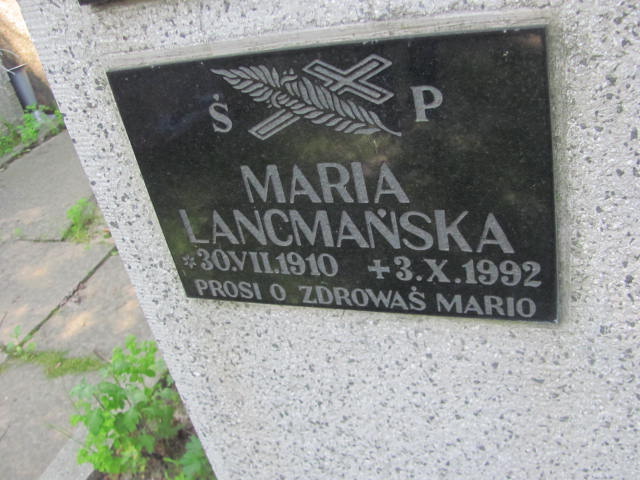 Ś P
MARIA
LANCMAŃSKA
*30.VII.1910 +3.X.1992
PROSI O ZDROWAŚ MARIO